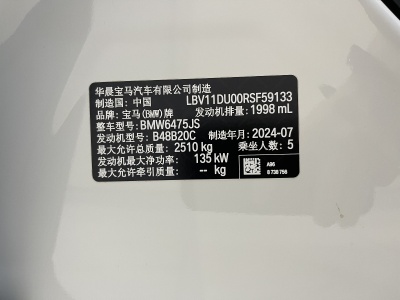 华晨宝马汽车有限公司制造
制造国：中国 LBV11DU00RSF59133
品牌：宝马(BMW)牌 发动机排量：1998 mL
整车型号：BMW6475JS
发动机型号：B48B20C 制造年月：2024-07
最大允许总质量：2510 kg 乘坐人数：5
发动机最大净功率：135 kW
最大允许牵引质量：-- kg
A96
8 738 756